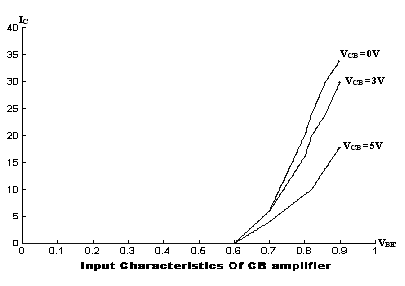 I_C
40
35
30
25
20
15
10
5
0
V_CB=0V
V_CB=3V
V_CB=5V
0 0.1 0.2 0.3 0.4 0.5 0.6 0.7 0.8 0.9 1
V_BE
Input Characteristics Of CB amplifier